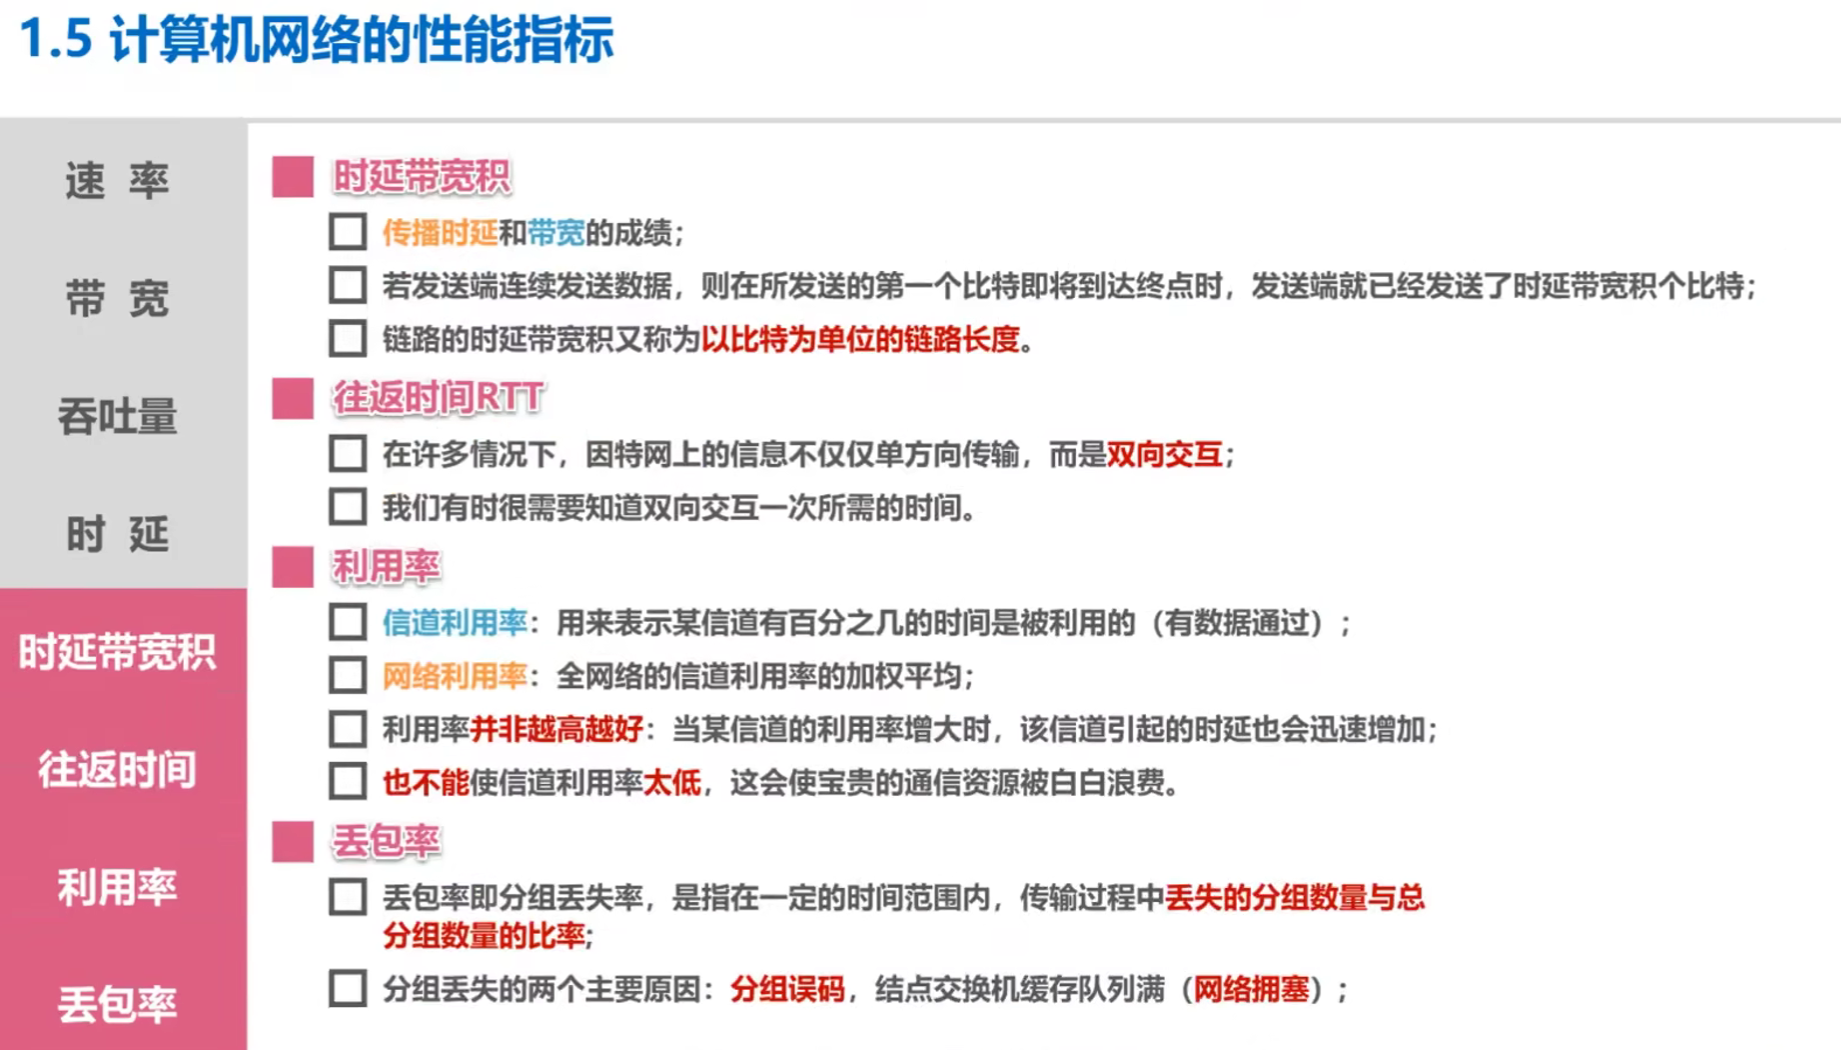 1.5 计算机网络的性能指标
速 率
带 宽
吞吐量
时 延
时延带宽积
往返时间
利用率
丢包率
时延带宽积
传播时延和带宽的成绩；
若发送端连续发送数据，则在所发送的第一个比特即将到达终点时，发送端就已经发送了时延带宽积个比特；
链路的时延带宽积又称为以比特为单位的链路长度。
往返时间RTT
在许多情况下，因特网上的信息不仅仅单方向传输，而是双向交互；
我们有时很需要知道双向交互一次所需的时间。
利用率
信道利用率：用来表示某信道有百分之几的时间是被利用的（有数据通过）；
网络利用率：全网络的信道利用率的加权平均；
利用率并非越高越好：当某信道的利用率增大时，该信道引起的时延也会迅速增加；
也不能使信道利用率太低，这会使宝贵的通信资源被白白浪费。
丢包率
丢包率即分组丢失率，是指在一定的时间范围内，传输过程中丢失的分组数量与总
分组数量的比率；
分组丢失的两个主要原因：分组误码，结点交换机缓存队列满（网络拥塞）；